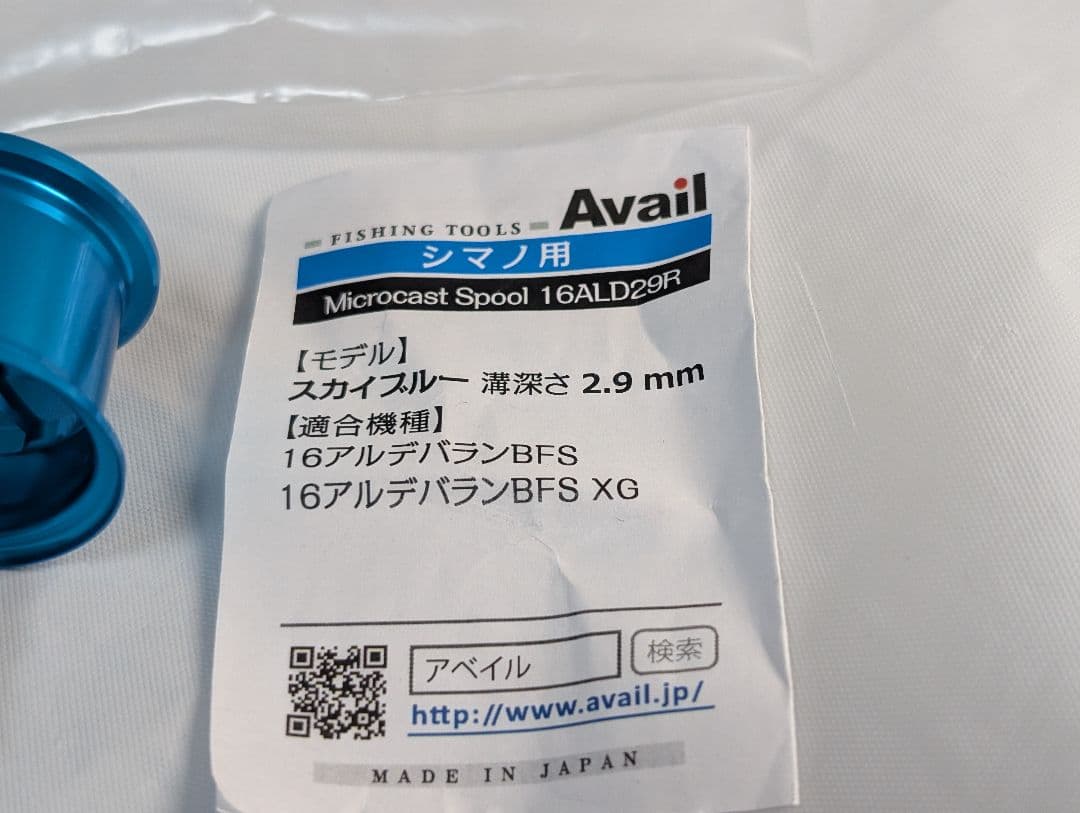 FISHING TOOLS Avail
シマノ用
Microcast Spool 16ALD29R
【モデル】
スカイブルー 溝深さ 2.9 mm
【適合機種】
16アルデバランBFS
16アルデバランBFS XG
アベイル 検索
http://www.avail.jp/
MADE IN JAPAN